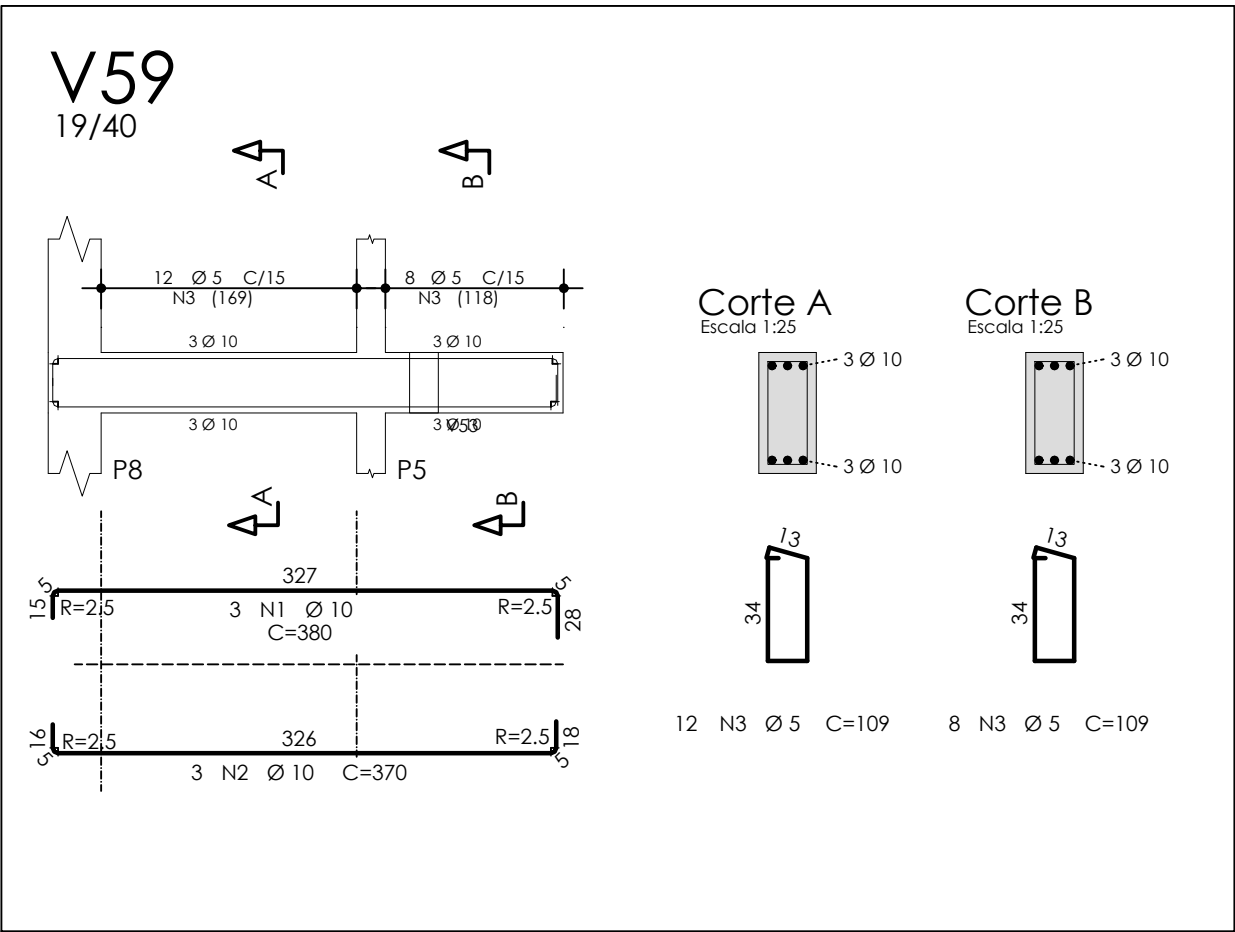 V59
19/40
A
B
12 Ø 5 C/15
N3 (169)
8 Ø 5 C/15
N3 (118)
3 Ø 10
3 Ø 10
3 Ø 10
3 Ø 10
V53
P8
P5
A
B
Corte A
Escala 1:25
3 Ø 10
3 Ø 10
Corte B
Escala 1:25
3 Ø 10
3 Ø 10
5
15
R=2.5
327
3 N1 Ø 10
C=380
R=2.5
5
28
16
5
R=2.5
326
3 N2 Ø 10 C=370
R=2.5
18
5
13
34
12 N3 Ø 5 C=109
13
34
8 N3 Ø 5 C=109